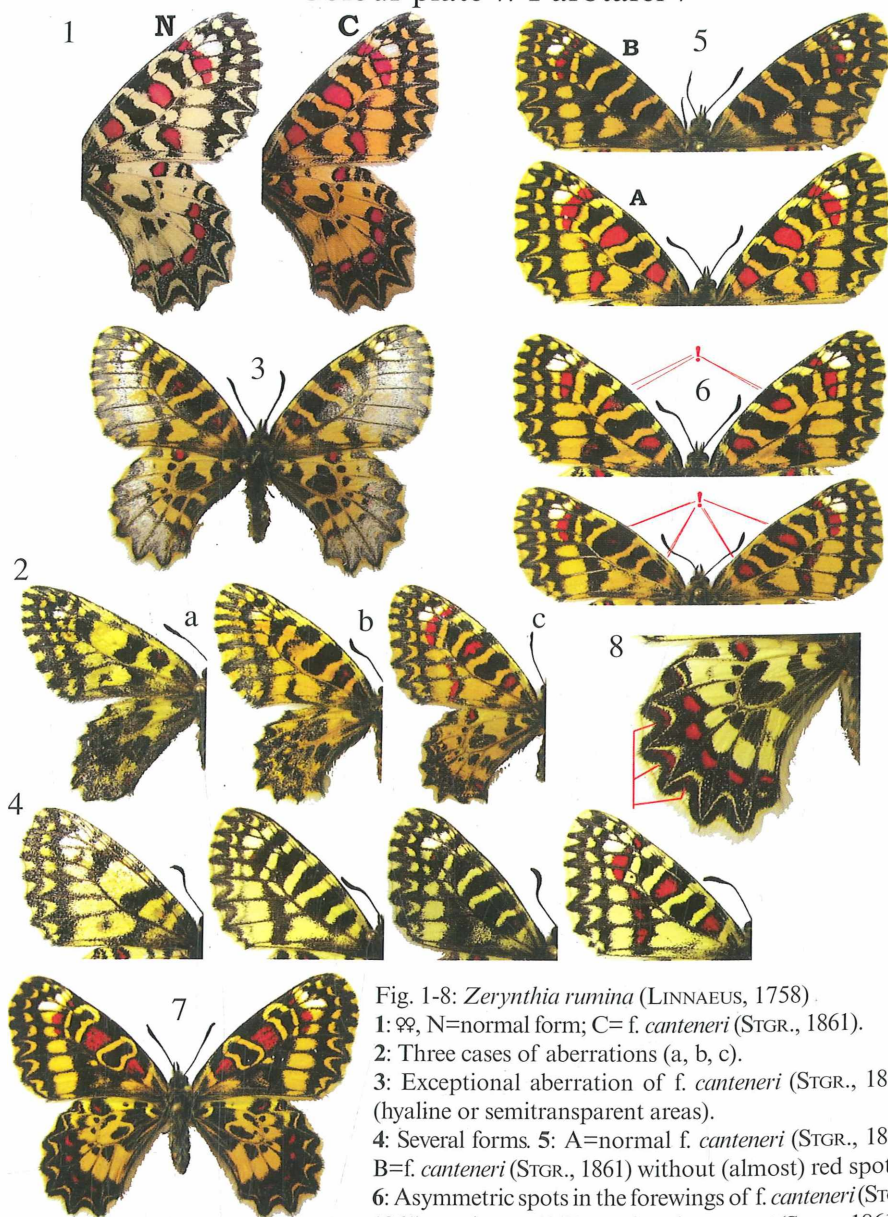 1
N
C
B
5
A
3
!
6
!
2
a
b
c
8
4
7
Fig. 1-8: Zerynthia rumina (LINNAEUS, 1758)
1: ♀♀, N=normal form; C= f. canteneri (STGR., 1861).
2: Three cases of aberrations (a, b, c).
3: Exceptional aberration of f. canteneri (STGR., 18
(hyaline or semitransparent areas).
4: Several forms. 5: A=normal f. canteneri (STGR., 18
B=f. canteneri (STGR., 1861) without (almost) red spot
6: Asymmetric spots in the forewings of f. canteneri (ST